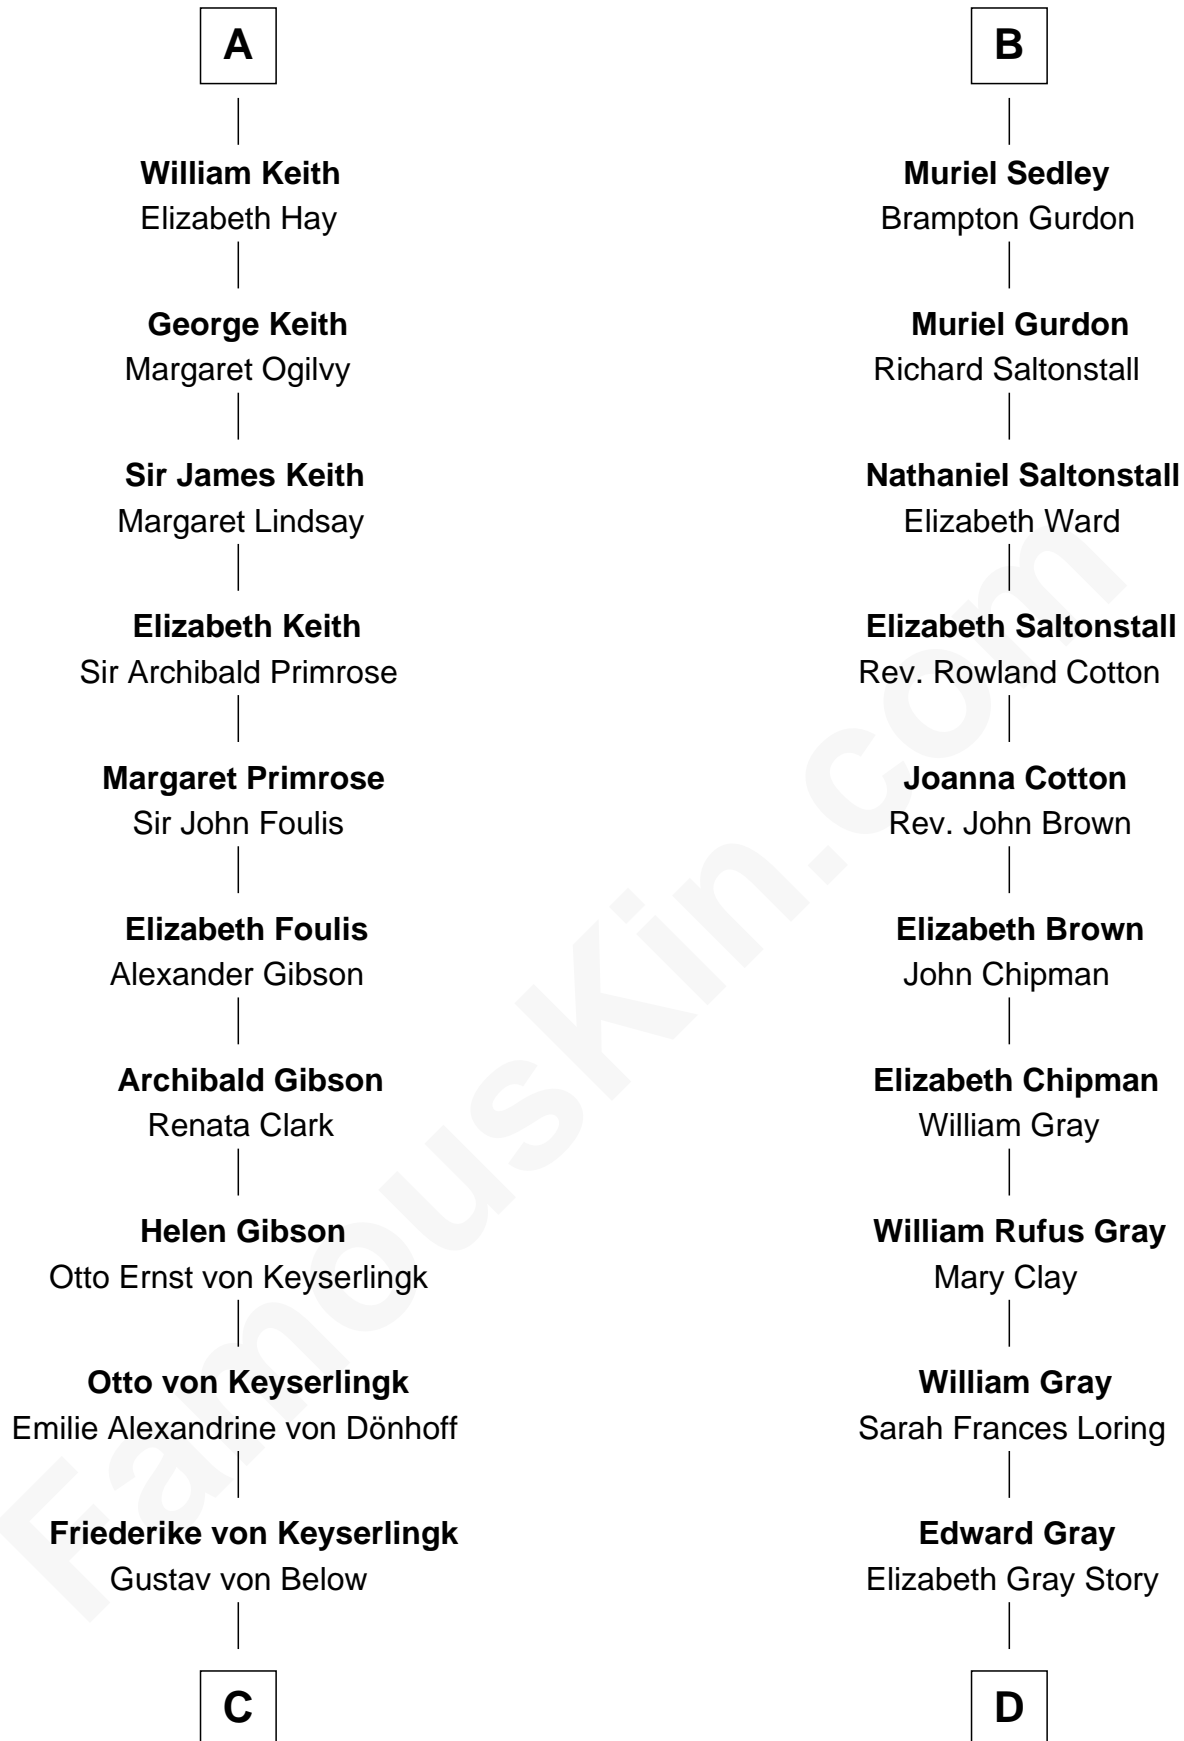 A
William Keith
Elizabeth Hay
George Keith
Margaret Ogilvy
Sir James Keith
Margaret Lindsay
Elizabeth Keith
Sir Archibald Primrose
Margaret Primrose
Sir John Foulis
Elizabeth Foulis
Alexander Gibson
Archibald Gibson
Renata Clark
Helen Gibson
Otto Ernst von Keyserlingk
Otto von Keyserlingk
Emilie Alexandrine von Dönhoff
Friederike von Keyserlingk
Gustav von Below
C
B
Muriel Sedley
Brampton Gurdon
Muriel Gurdon
Richard Saltonstall
Nathaniel Saltonstall
Elizabeth Ward
Elizabeth Saltonstall
Rev. Rowland Cotton
Joanna Cotton
Rev. John Brown
Elizabeth Brown
John Chipman
Elizabeth Chipman
William Gray
William Rufus Gray
Mary Clay
William Gray
Sarah Frances Loring
Edward Gray
Elizabeth Gray Story
D
FamousKin.com